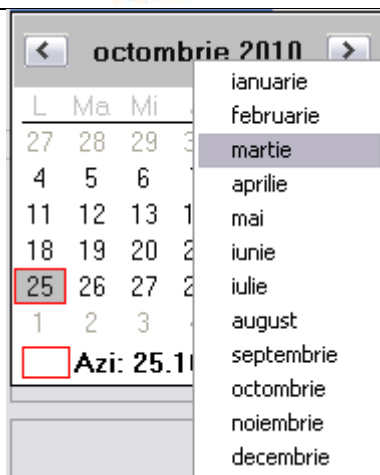 octombrie 2010
L Ma Mi
27 28 29
4 5 6
11 12 13
18 19 20
25 26 27
1 2 3
Azi: 25.1
ianuarie
februarie
martie
aprilie
mai
iunie
iulie
august
septembrie
octombrie
noiembrie
decembrie